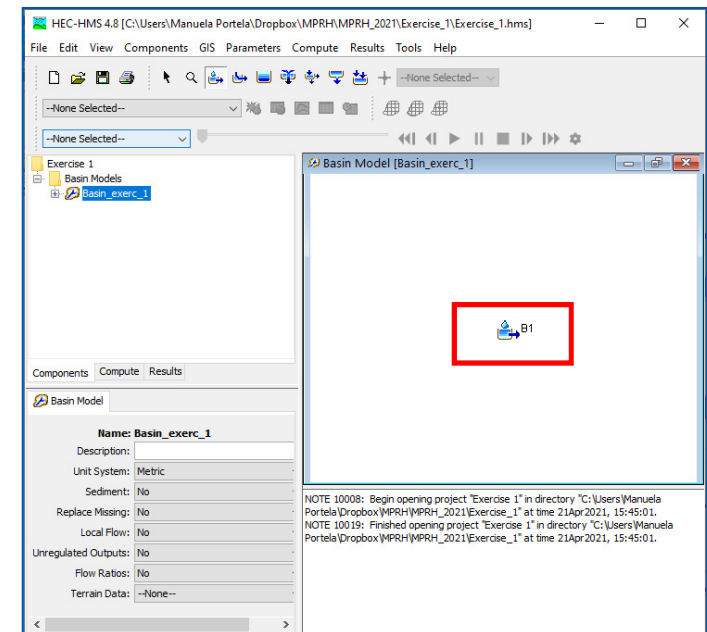 HEC-HMS 4.8 [C:\Users\Manuela Portela\Dropbox\MPRH\MPRH_2021\Exercise_1\Exercise_1.hms]
File Edit View Components GIS Parameters Compute Results Tools Help
--None Selected--
--None Selected--
--None Selected--
Exercise 1
Basin Models
Basin_exerc_1
Components Compute Results
Basin Model [Basin_exerc_1]
B1
Basin Model
Name: Basin_exerc_1
Description:
Unit System: Metric
Sediment: No
Replace Missing: No
Local Flow: No
Unregulated Outputs: No
Flow Ratios: No
Terrain Data: --None--
NOTE 10008: Begin opening project "Exercise 1" in directory "C:\Users\Manuela
Portela\Dropbox\MPRH\MPRH_2021\Exercise_1" at time 21Apr2021, 15:45:01.
NOTE 10019: Finished opening project "Exercise 1" in directory "C:\Users\Manuela
Portela\Dropbox\MPRH\MPRH_2021\Exercise_1" at time 21Apr2021, 15:45:01.